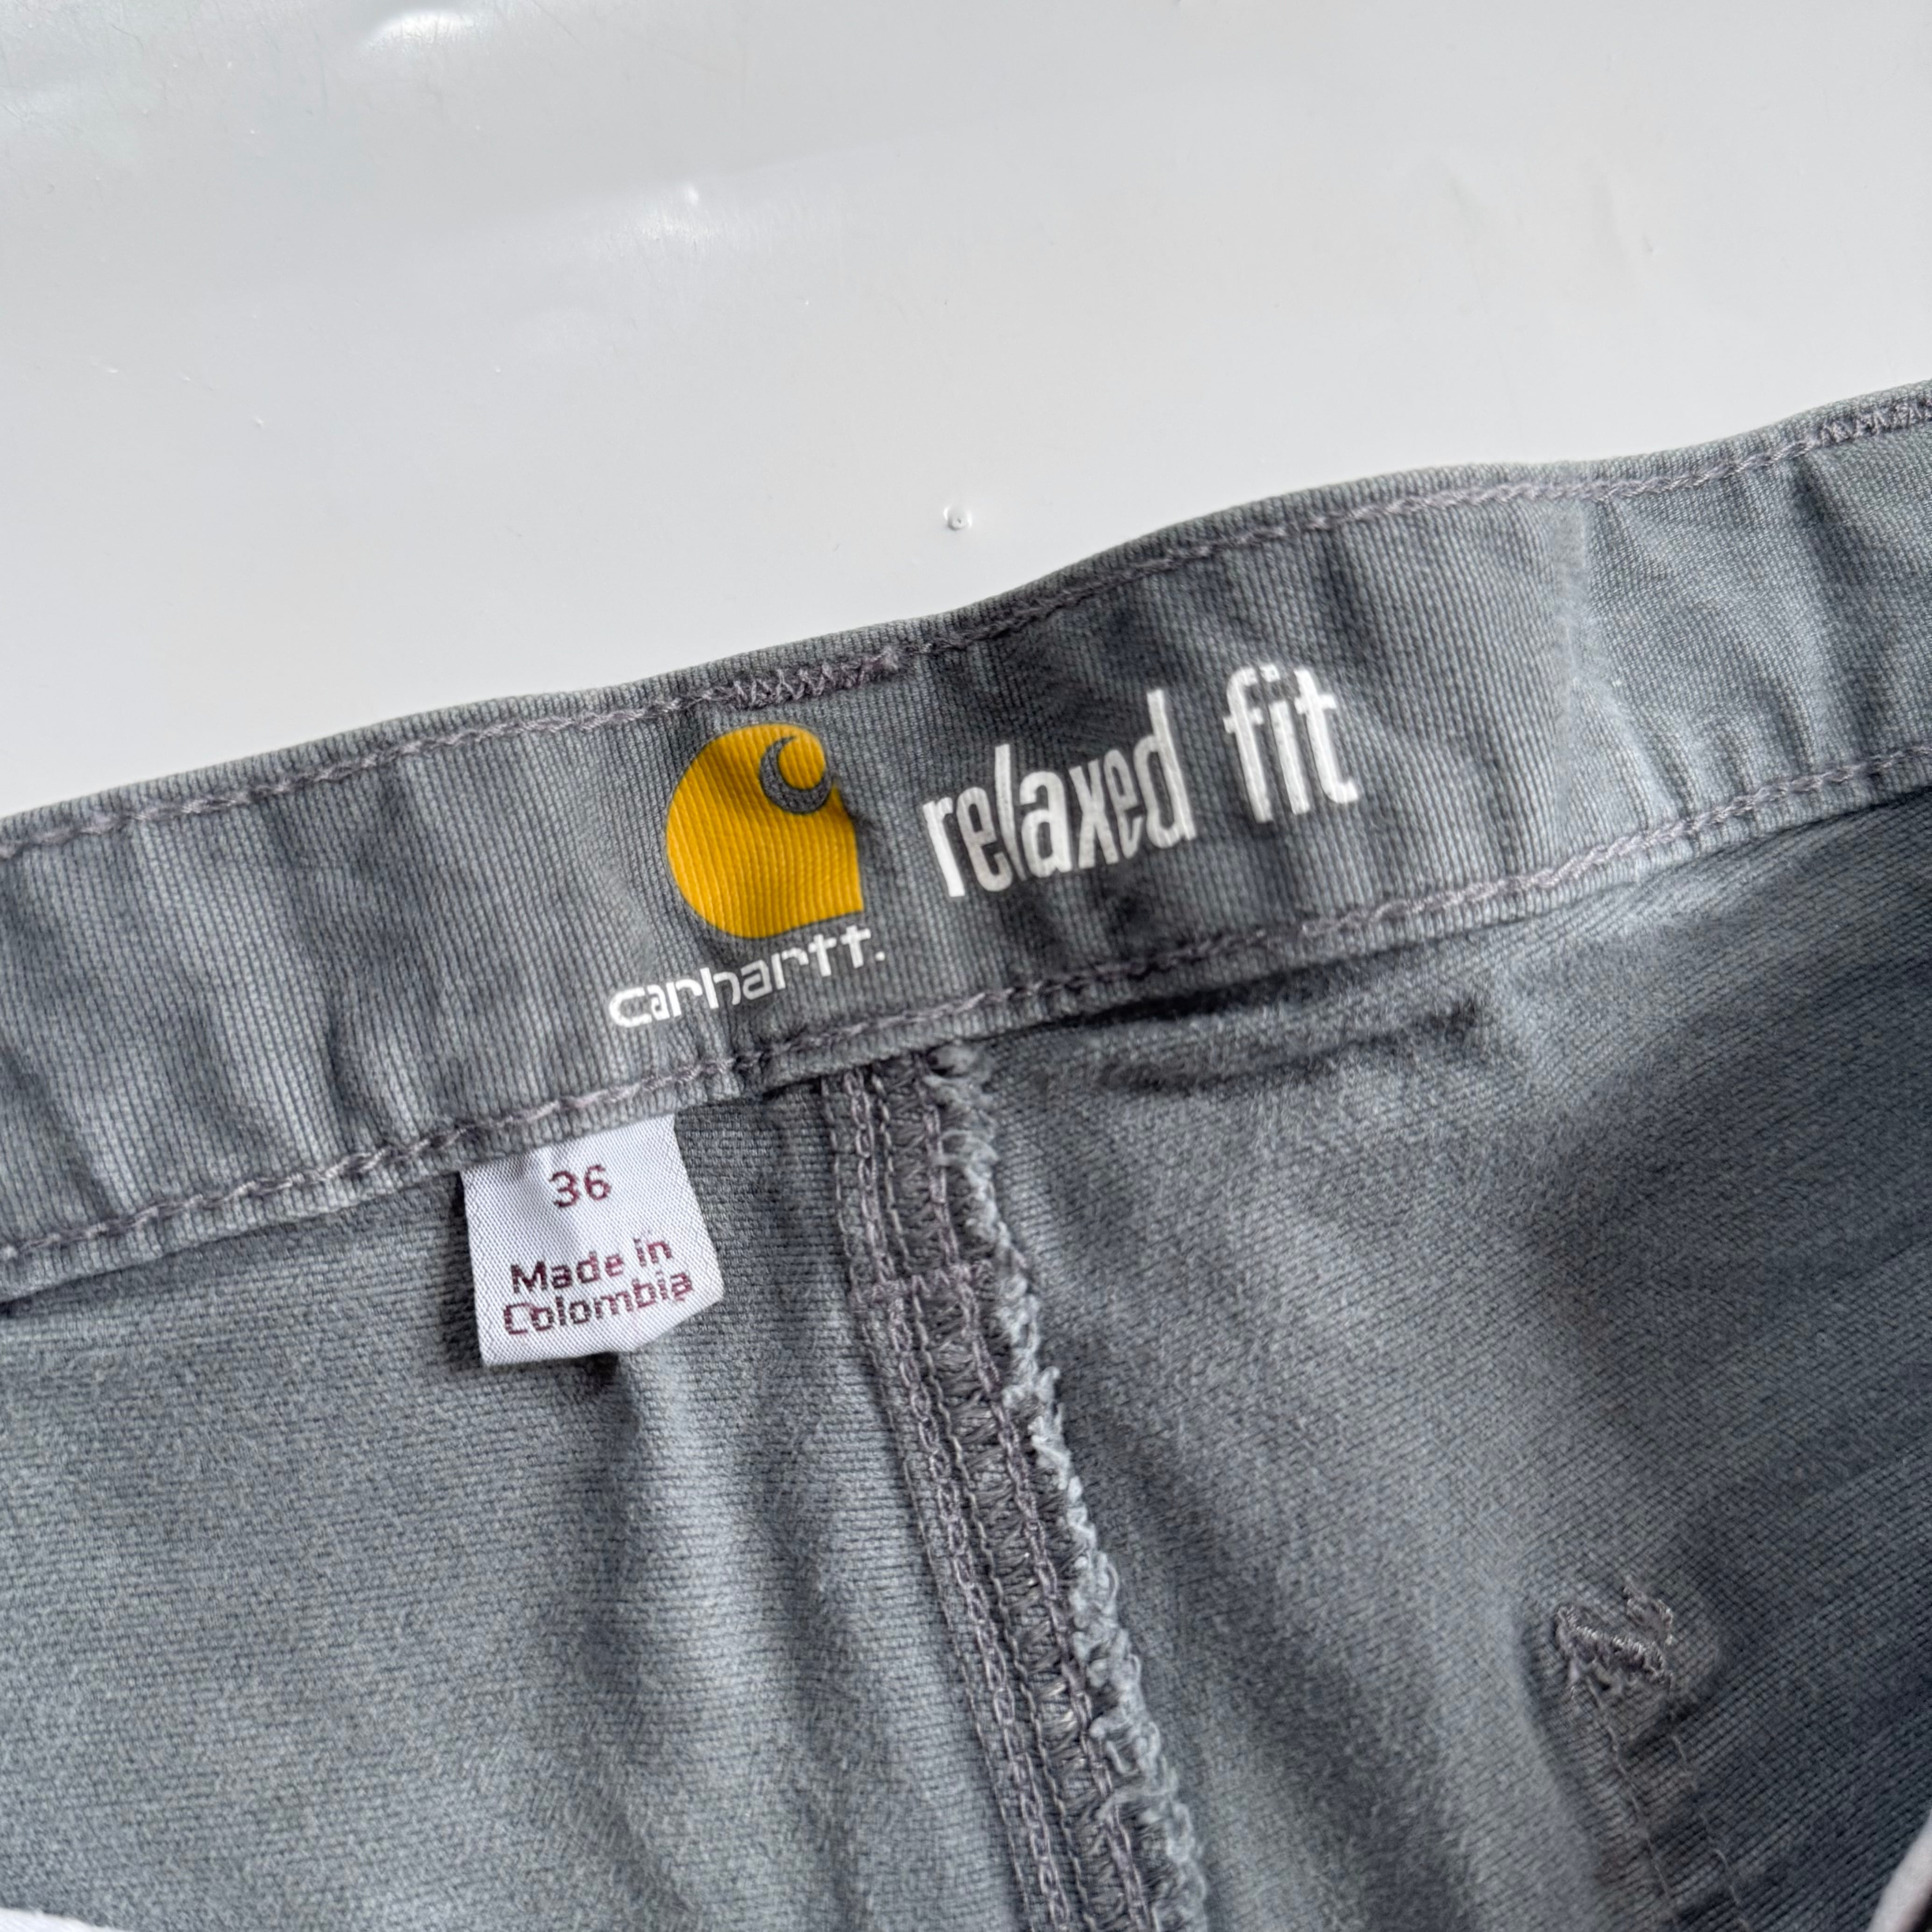 relaxed fit
carhartt.
36
Made in
Colombia